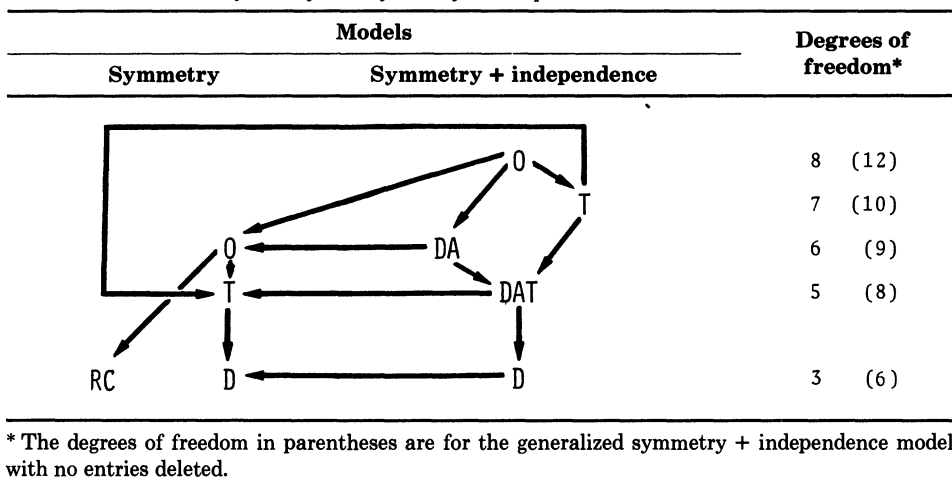 Models
Degrees of
freedom*
Symmetry Symmetry + independence
O 8 (12)
T 7 (10)
O DA 6 (9)
T DAT 5 (8)
RC D D 3 (6)
* The degrees of freedom in parentheses are for the generalized symmetry + independence model
with no entries deleted.